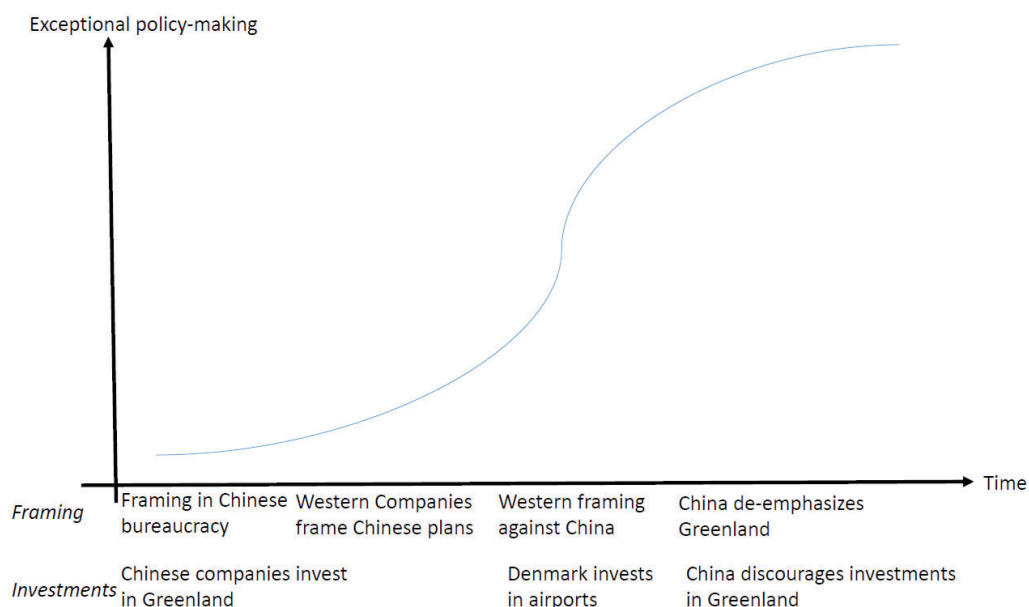 Exceptional policy-making
Time
Framing
Framing in Chinese
bureaucracy
Western Companies
frame Chinese plans
Western framing
against China
China de-emphasizes
Greenland
Investments
Chinese companies invest
in Greenland
Denmark invests
in airports
China discourages investments
in Greenland